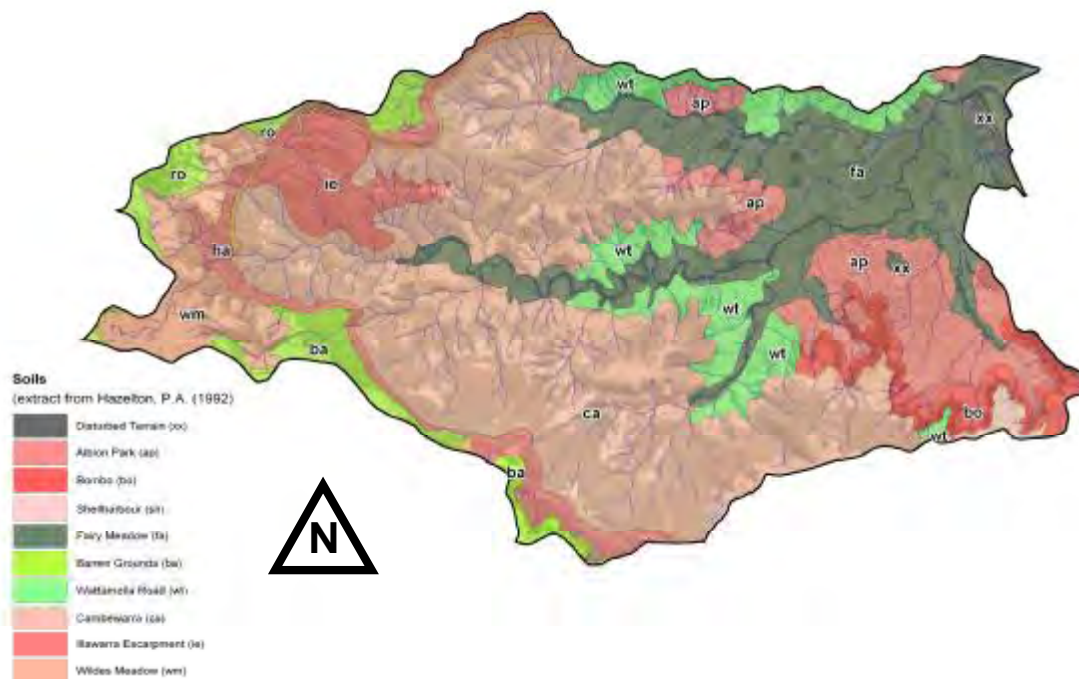 wt
ap
xx
ro
fa
ro
ie
ap
ha
wt
ap
xx
wm
wt
ba
wt
ca
bo
wt
ba
N
Soils
(extract from Hazelton, P.A. (1992)
Disturbed Terrain (xx)
Albion Park (ap)
Bombo (bo)
Shellharbour (sh)
Fairy Meadow (fa)
Barren Grounds (ba)
Wattamolla Road (wt)
Cambewarra (ca)
Illawarra Escarpment (ie)
Wildes Meadow (wm)